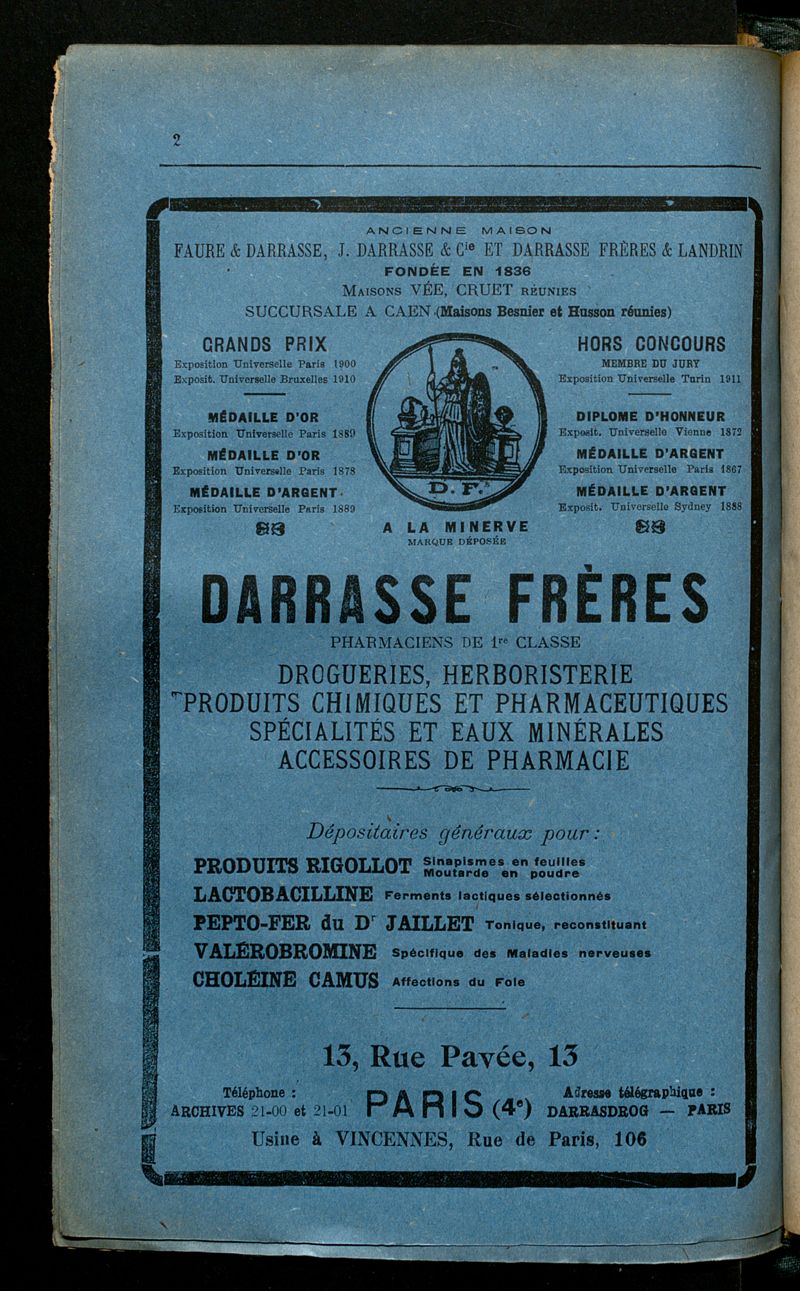 2
ANCIENNE MAISON
FAURE & DARRASSE, J. DARRASSE & Cie ET DARRASSE FRÈRES & LANDRIN
FONDÉE EN 1836
MAISONS VÉE, CRUET RÉUNIES
SUCCURSALE A CAEN (Maisons Besnier et Husson réunies)
GRANDS PRIX
Exposition Universelle Paris 1900
Exposit. Universelle Bruxelles 1910
MÉDAILLE D'OR
Exposition Universelle Paris 1889
MÉDAILLE D'OR
Exposition Universelle Paris 1878
MÉDAILLE D'ARGENT
Exposition Universelle Paris 1889
D. F.
A LA MINERVE
MARQUE DÉPOSÉE
HORS CONCOURS
MEMBRE DU JURY
Exposition Universelle Turin 1911
DIPLOME D'HONNEUR
Exposit. Universelle Vienne 1872
MÉDAILLE D'ARGENT
Exposition Universelle Paris 1867
MÉDAILLE D'ARGENT
Exposit. Universelle Sydney 1888
DARRASSE FRÈRES
PHARMACIENS DE 1re CLASSE
DROGUERIES, HERBORISTERIE
PRODUITS CHIMIQUES ET PHARMACEUTIQUES
SPÉCIALITÉS ET EAUX MINÉRALES
ACCESSOIRES DE PHARMACIE
Dépositaires généraux pour :
PRODUITS RIGOLLOT Sinapismes en feuilles
Moutarde en poudre
LACTOBACILLINE Ferments lactiques sélectionnés
PEPTO-FER du Dr JAILLET Tonique, reconstituant
VALÉROBROMINE Spécifique des Maladies nerveuses
CHOLÉINE CAMUS Affections du Foie
13, Rue Pavée, 13
Téléphone :
ARCHIVES 21-00 et 21-01
PARIS (4e)
Adresse télégraphique :
DARRASDROG — PARIS
Usine à VINCENNES, Rue de Paris, 106